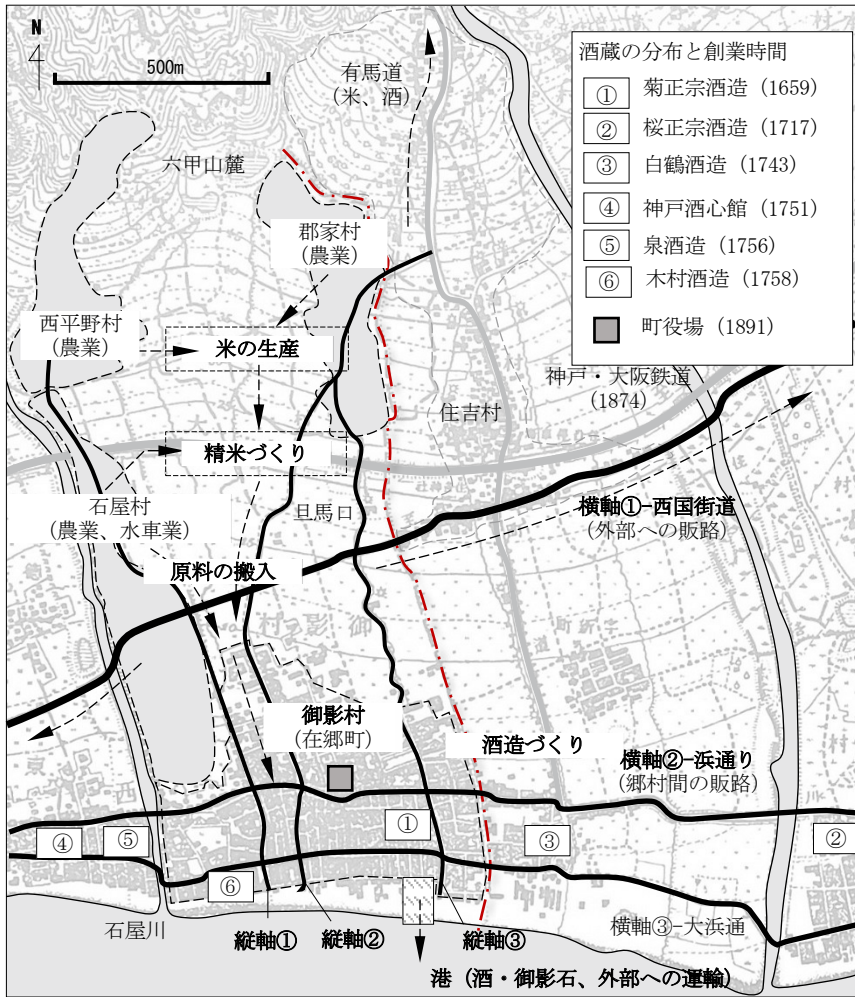 N
500m
有馬道
(米、酒)
六甲山麓
郡家村
(農業)
西平野村
(農業)
米の生産
精米づくり
石屋村
(農業、水車業)
旦馬口
原料の搬入
住吉村
神戸・大阪鉄道
(1874)
横軸①-西国街道
(外部への販路)
御影村
(在郷町)
酒造づくり
横軸②-浜通り
(郷村間の販路)
①
②
③
④
⑤
⑥
石屋川
縦軸①
縦軸②
縦軸③
横軸③-大浜通
港（酒・御影石、外部への運輸）
酒蔵の分布と創業時間
① 菊正宗酒造（1659）
② 桜正宗酒造（1717）
③ 白鶴酒造（1743）
④ 神戸酒心館（1751）
⑤ 泉酒造（1756）
⑥ 木村酒造（1758）
町役場（1891）